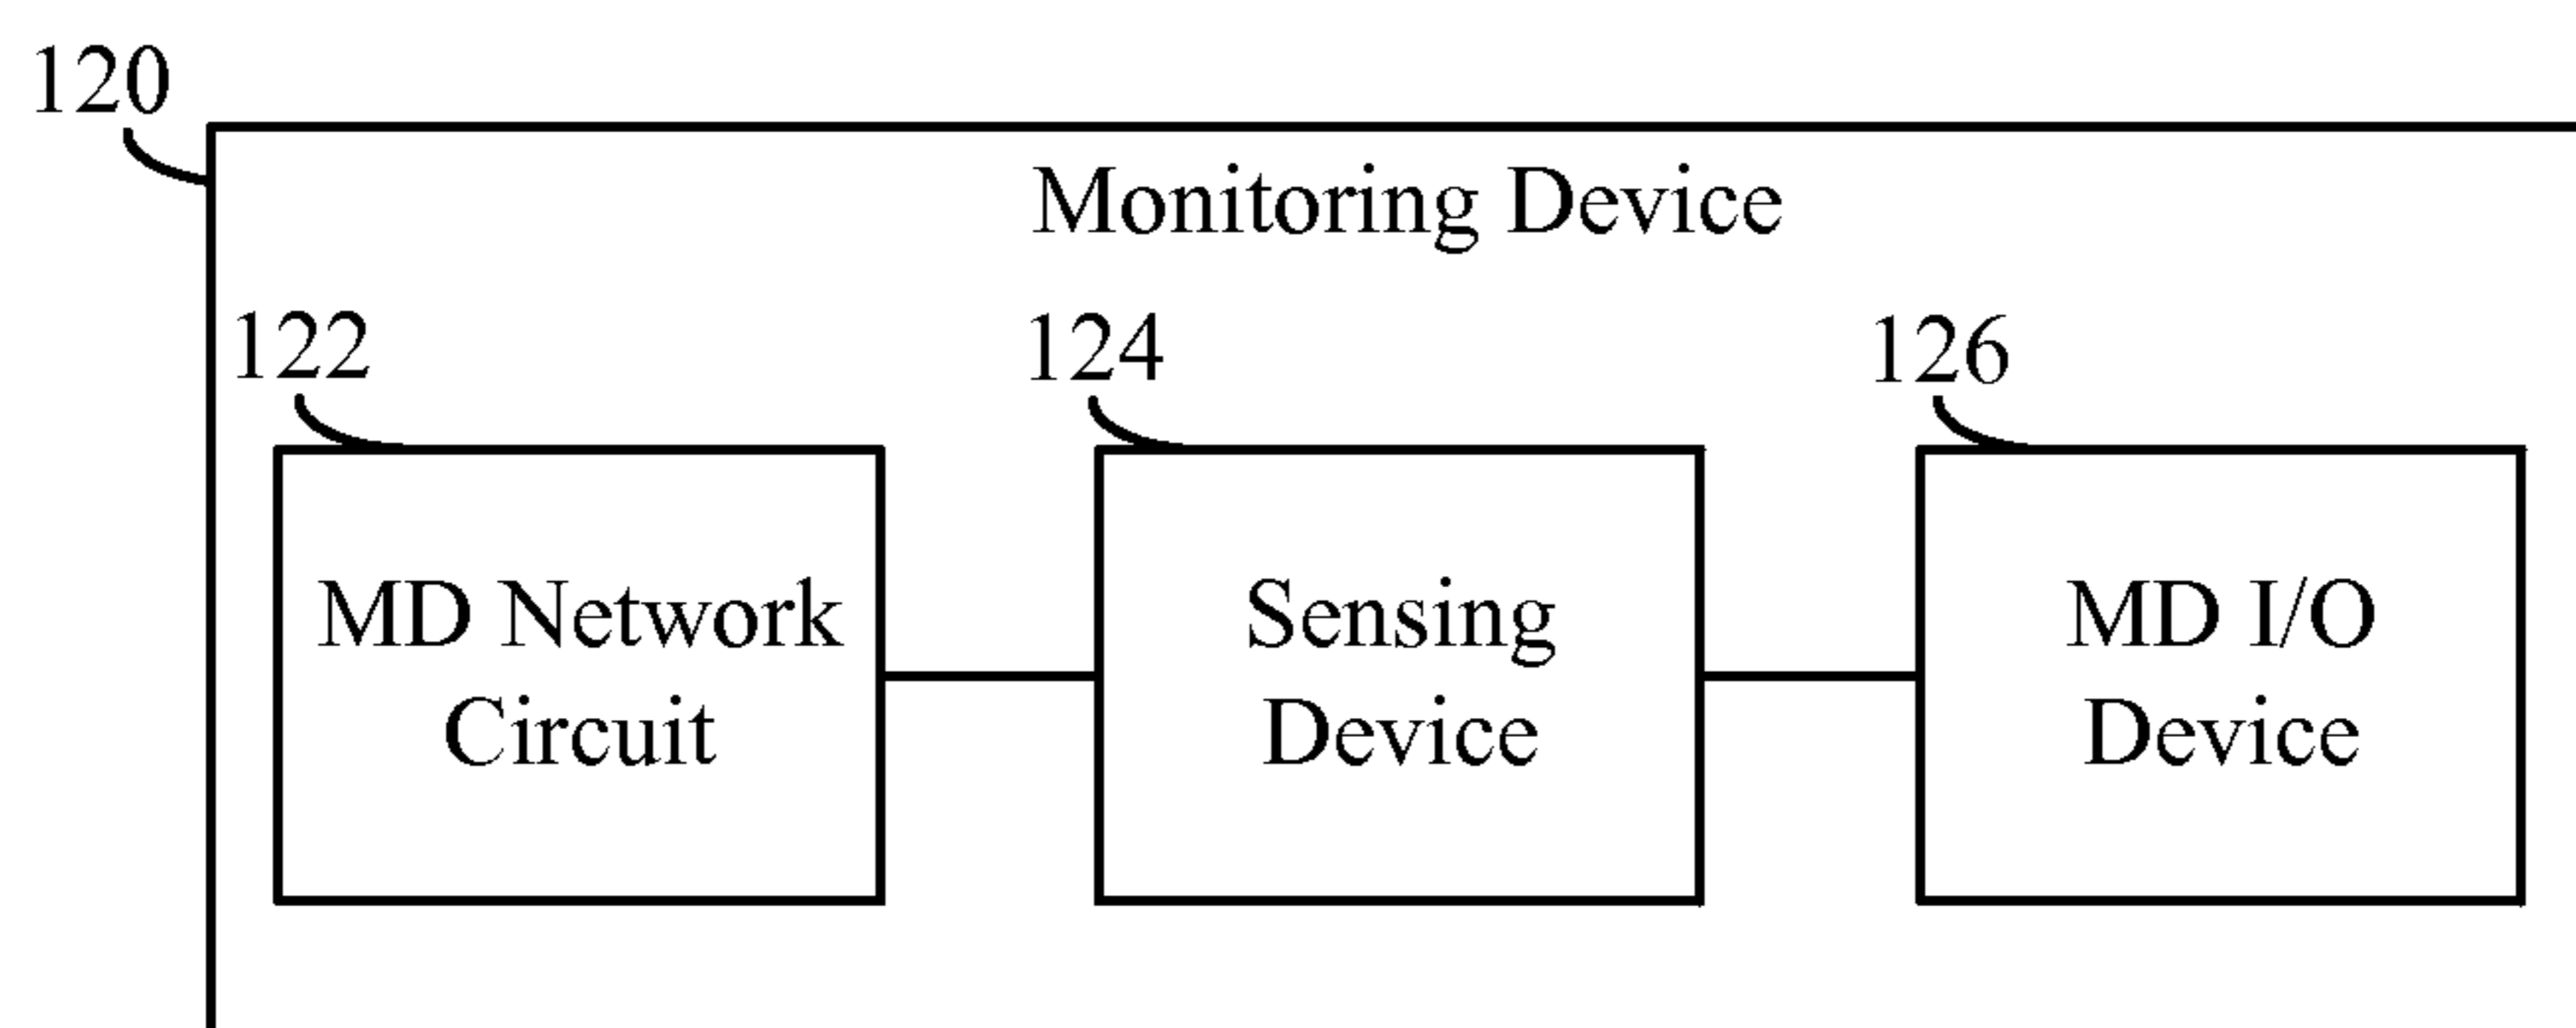 120
Monitoring Device
122
124
126
MD Network
Circuit
Sensing
Device
MD I/O
Device